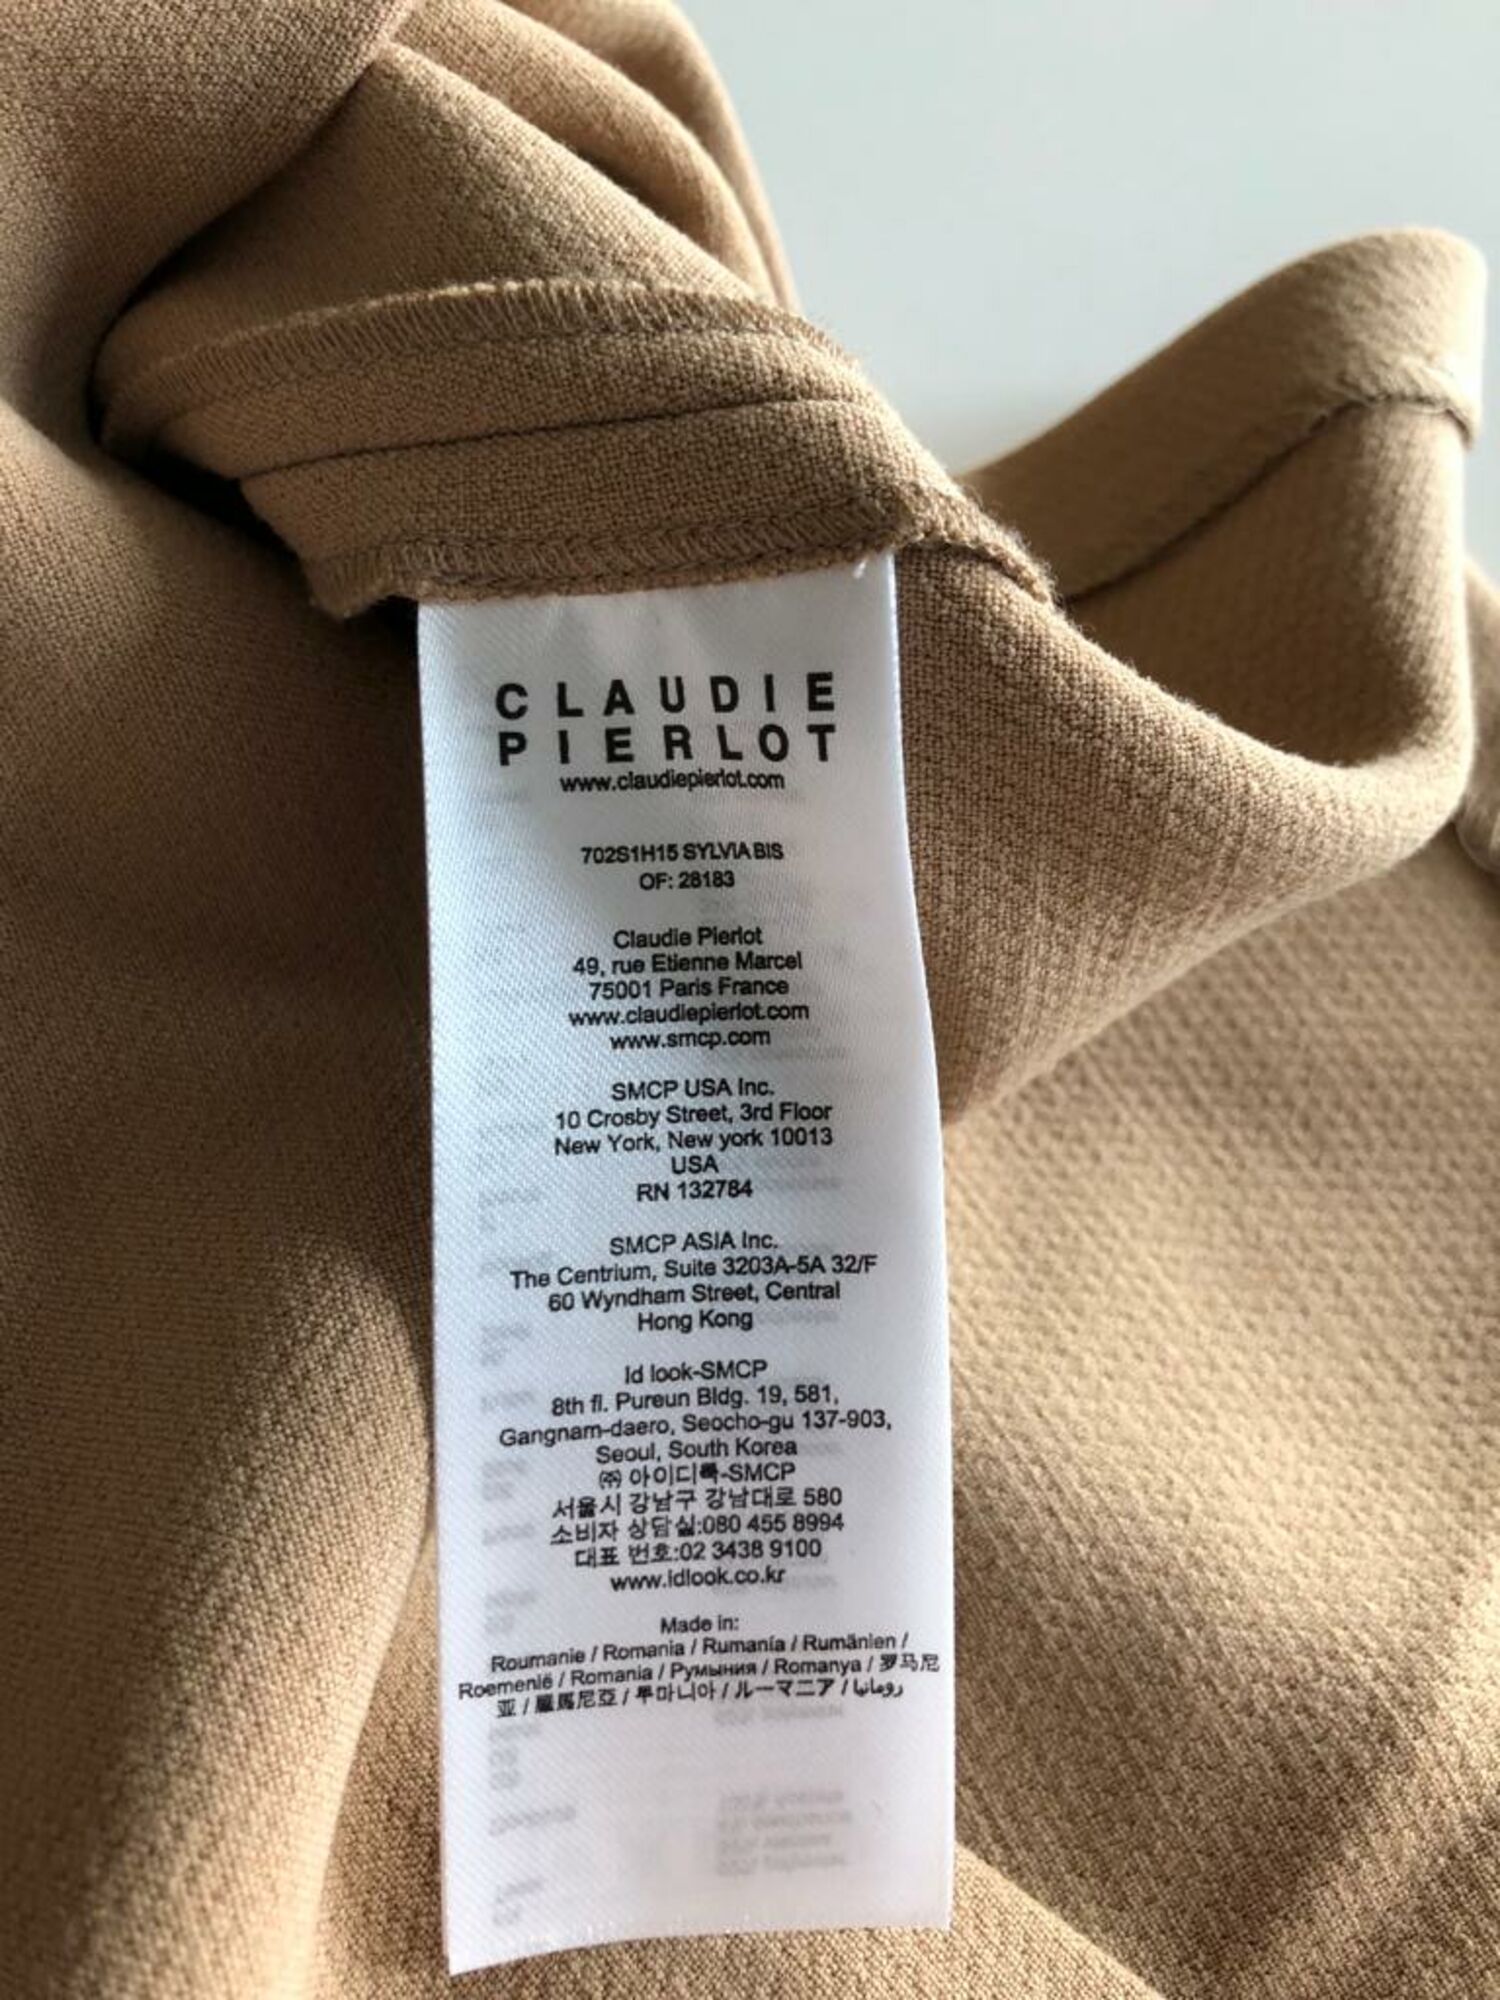 CLAUDIE
PIERLOT
www.claudiepierlot.com
702S1H15 SYLVIA BIS
OF: 28183
Claudie Pierlot
49, rue Etienne Marcel
75001 Paris France
www.claudiepierlot.com
www.smcp.com
SMCP USA Inc.
10 Crosby Street, 3rd Floor
New York, New york 10013
USA
RN 132784
SMCP ASIA Inc.
The Centrium, Suite 3203A-5A 32/F
60 Wyndham Street, Central
Hong Kong
Id look-SMCP
8th fl. Pureun Bldg. 19, 581,
Gangnam-daero, Seocho-gu 137-903,
Seoul, South Korea
㈜ 아이디룩-SMCP
서울시 강남구 강남대로 580
소비자 상담실:080 455 8994
대표 번호:02 3438 9100
www.idlook.co.kr
Made in:
Roumanie / Romania / Rumanía / Rumänien /
Roemenië / Romania / Румыния / Romanya / 罗马尼
亚 / 羅馬尼亞 / 루마니아 / ルーマニア / رومانيا